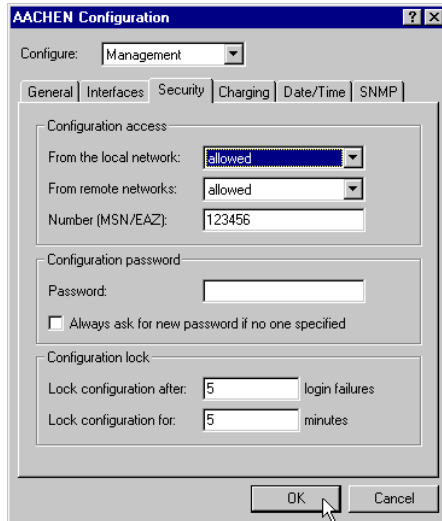 AACHEN Configuration
Configure: Management
General Interfaces Security Charging Date/Time SNMP
Configuration access
From the local network: allowed
From remote networks: allowed
Number (MSN/EAZ): 123456
Configuration password
Password:
Always ask for new password if no one specified
Configuration lock
Lock configuration after: 5 login failures
Lock configuration for: 5 minutes
OK Cancel